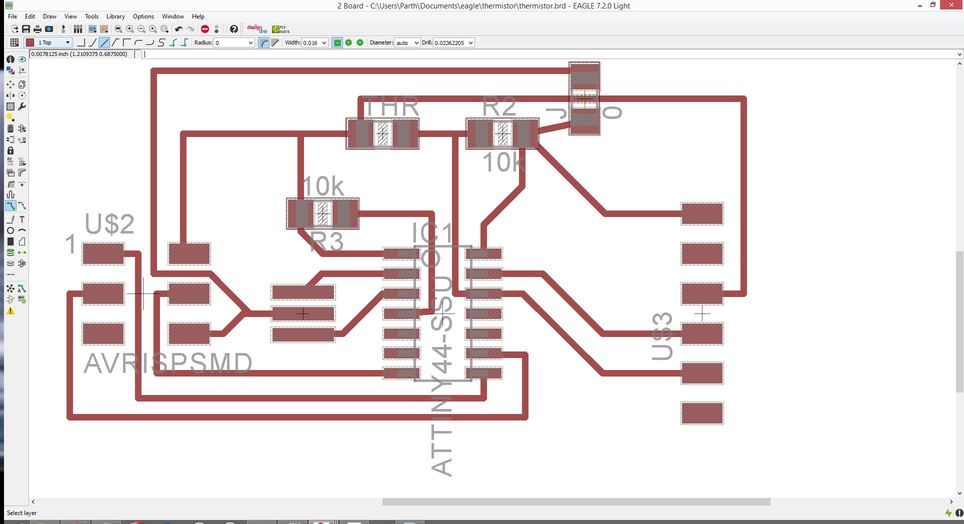 2 Board - C:\Users\Parth\Documents\eagle\thermistor\thermistor.brd - EAGLE 7.2.0 Light
File Edit Draw View Tools Library Options Window Help
1 Top Radius: 0 Width: 0.016 Diameter: auto Drill: 0.02362205
0.0078125 inch (1.2109375 0.6875000)
THR
R2
J
0
10k
10k
R3
U$2
1
IC1
ATTINY44-SSU
U$3
AVRISPSMD
Select layer